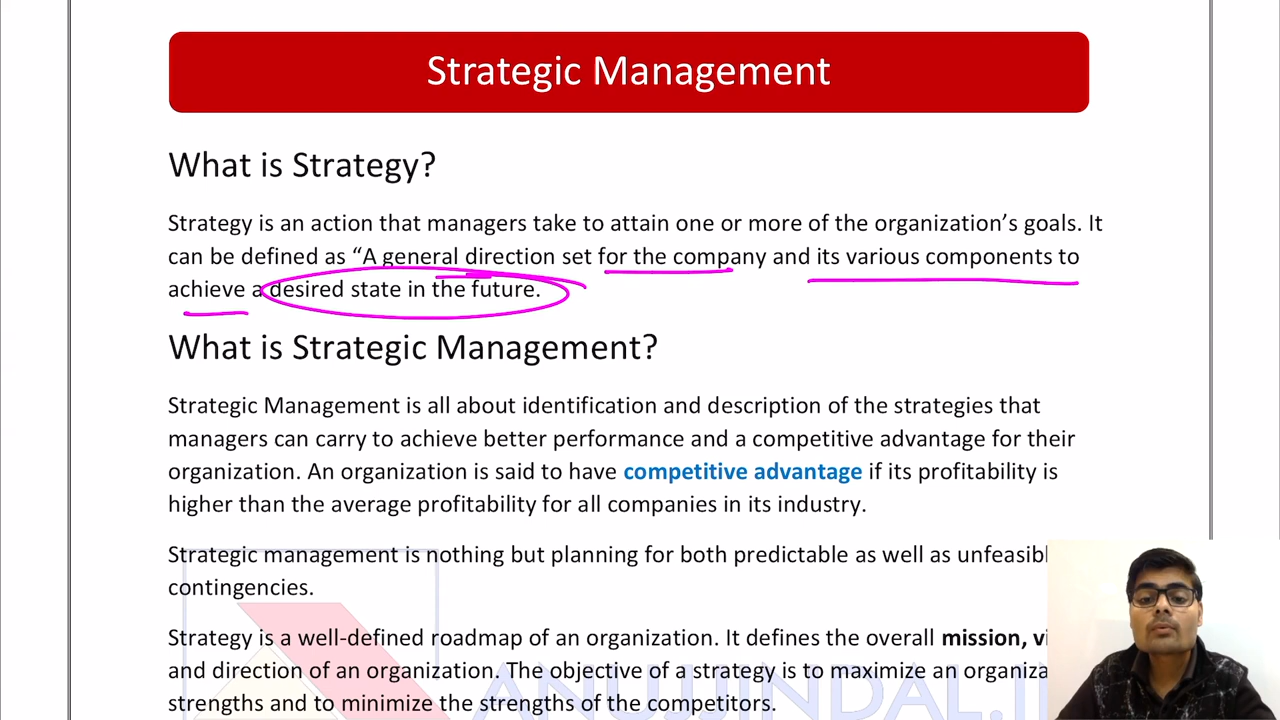 Strategic Management
What is Strategy?
Strategy is an action that managers take to attain one or more of the organization’s goals. It
can be defined as “A general direction set for the company and its various components to
achieve a desired state in the future.
What is Strategic Management?
Strategic Management is all about identification and description of the strategies that
managers can carry to achieve better performance and a competitive advantage for their
organization. An organization is said to have competitive advantage if its profitability is
higher than the average profitability for all companies in its industry.
Strategic management is nothing but planning for both predictable as well as unfeasibl
contingencies.
Strategy is a well-defined roadmap of an organization. It defines the overall mission, vi
and direction of an organization. The objective of a strategy is to maximize an organiza
strengths and to minimize the strengths of the competitors.
ANUJJINDAL.IN